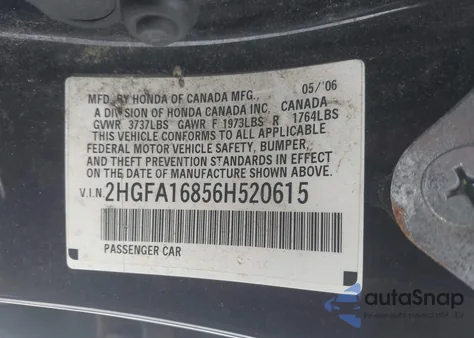 MFD. BY HONDA OF CANADA MFG., 05/'06
A DIVISION OF HONDA CANADA INC. CANADA
GVWR 3737LBS GAWR F 1973LBS R 1764LBS
THIS VEHICLE CONFORMS TO ALL APPLICABLE
FEDERAL MOTOR VEHICLE SAFETY, BUMPER,
AND THEFT PREVENTION STANDARDS IN EFFECT
ON THE DATE OF MANUFACTURE SHOWN ABOVE.
V.I.N. 2HGFA16856H520615
PASSENGER CAR
autoSnap